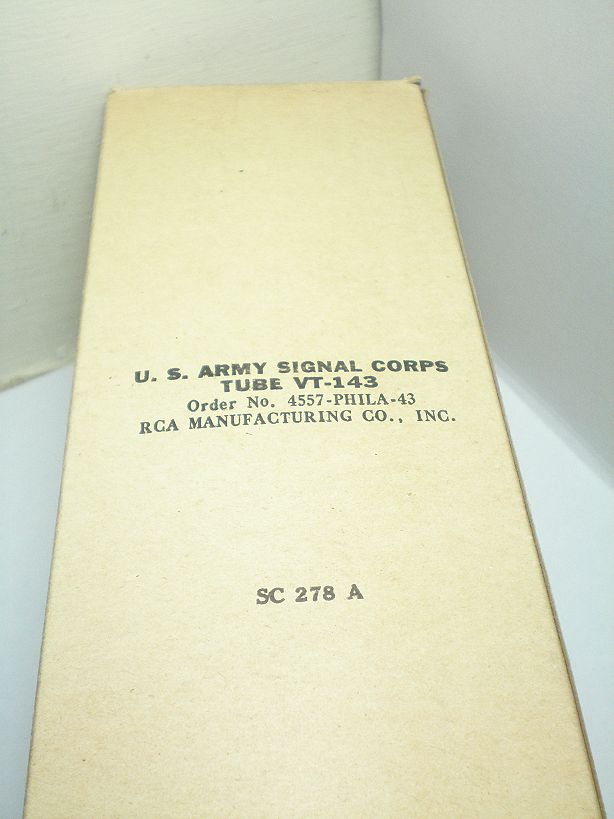 U. S. ARMY SIGNAL CORPS
TUBE VT-143
Order No. 4557-PHILA-43
RCA MANUFACTURING CO., INC.
SC 278 A